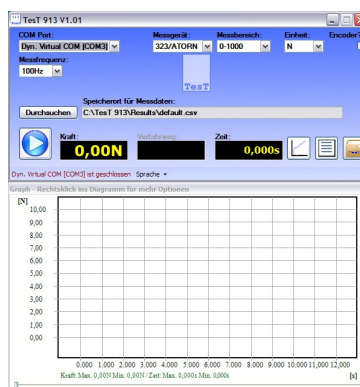 TesT 913 V1.01
COM Port: Messgerät: Messbereich: Einheit: Encoder?
Dyn. Virtual COM [COM3] 323/ATORN 0-1000 N
Messfrequenz:
100Hz
TesT
Speicherort für Messdaten:
Durchsuchen C:\TesT 913\Results\default.csv
Kraft: Verfahrweg: Zeit:
0,00N 0,000s
Dyn. Virtual COM [COM3] ist geschlossen Sprache
Graph - Rechtsklick ins Diagramm für mehr Optionen
[N]
10,00
9,00
8,00
7,00
6,00
5,00
4,00
3,00
2,00
1,00
0,00
0.000 1.000 2.000 3.000 4.000 5.000 6.000 7.000 8.000 9.000 10.000 11.000 12,000
Kraft: Max. 0,00N Min. 0,00N / Zeit: Max. 0,000s Min. 0,000s [s]